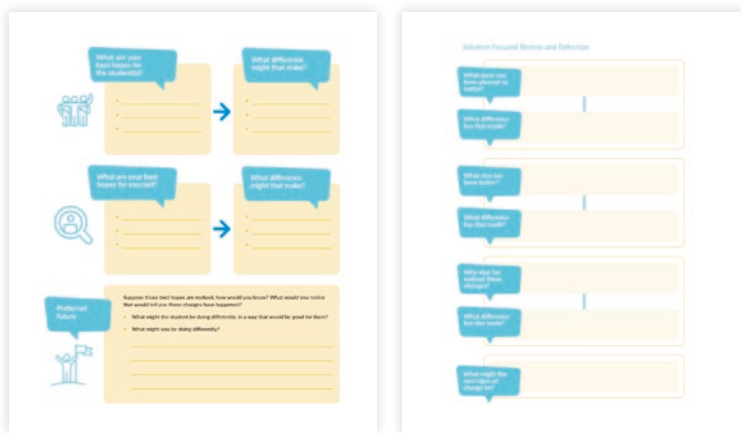 What are your
best hopes for
the student(s)?
What difference
might that make?
What are your best
hopes for yourself?
What difference
might that make?
Preferred
future
Suppose those best hopes are realised, how would you know? What would you notice
that would tell you these changes have happened?
• What might the student be doing differently, in a way that would be good for them?
• What might you be doing differently?
Solution Focused Review and Reflection
What have you
been pleased to
notice?
What difference
has that made?
What else has
been better?
What difference
has that made?
Who else has
noticed these
changes?
What difference
has this made?
What might the
next signs of
change be?